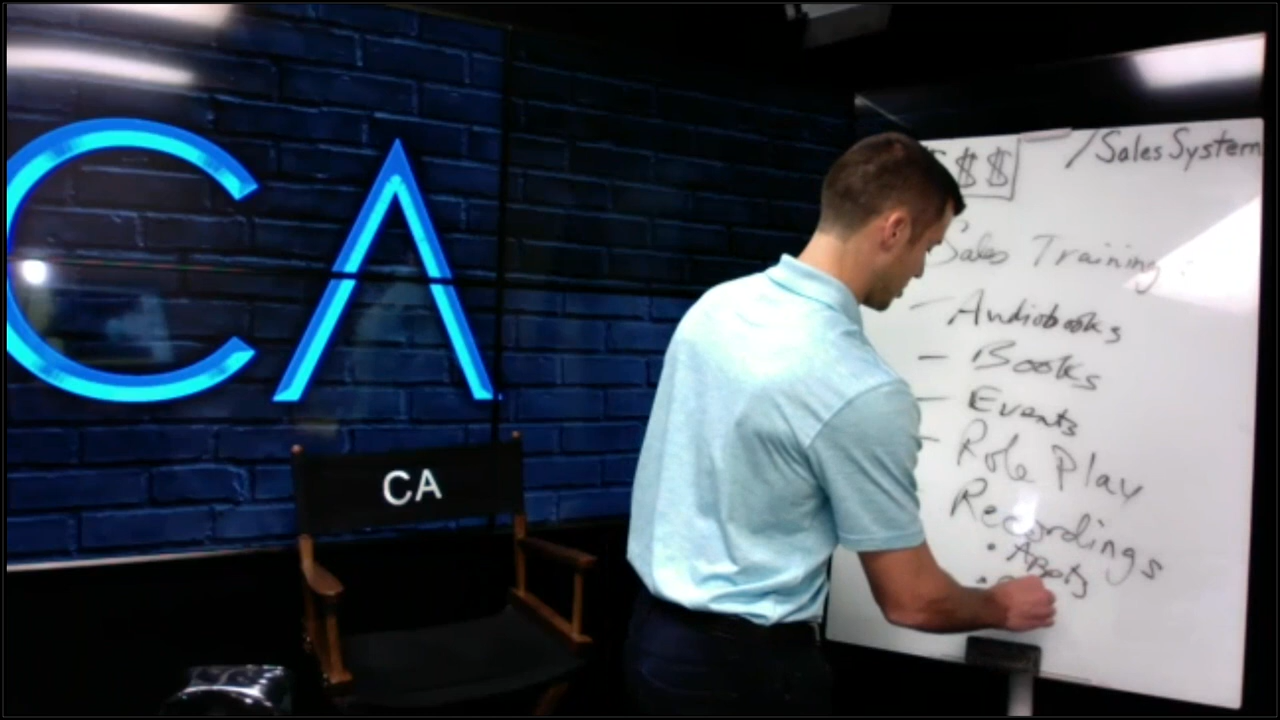 CA
CA
$ $
/Sales System
Sales Training:
- Audiobooks
- Books
- Events
- Role Play
Recordings
• Appts
•